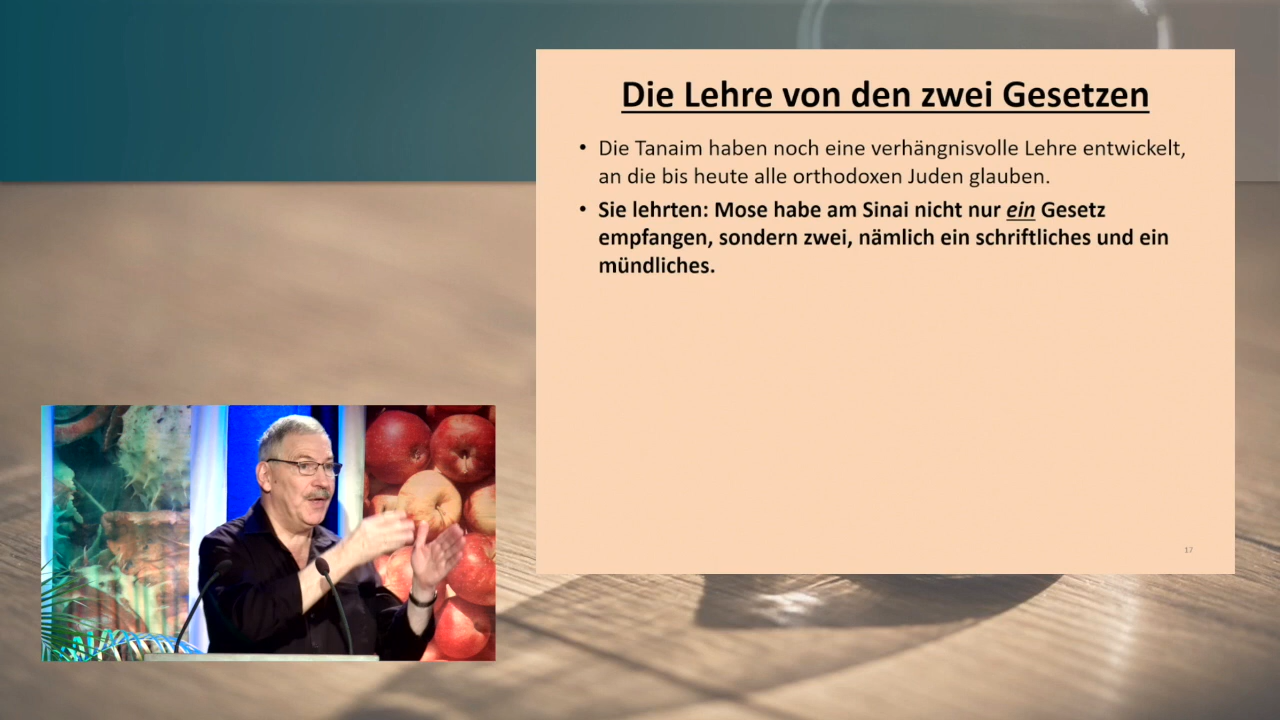 Die Lehre von den zwei Gesetzen
• Die Tanaim haben noch eine verhängnisvolle Lehre entwickelt,
an die bis heute alle orthodoxen Juden glauben.
• Sie lehrten: Mose habe am Sinai nicht nur ein Gesetz
empfangen, sondern zwei, nämlich ein schriftliches und ein
mündliches.
17